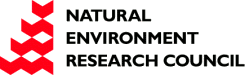 NATURAL
ENVIRONMENT
RESEARCH COUNCIL